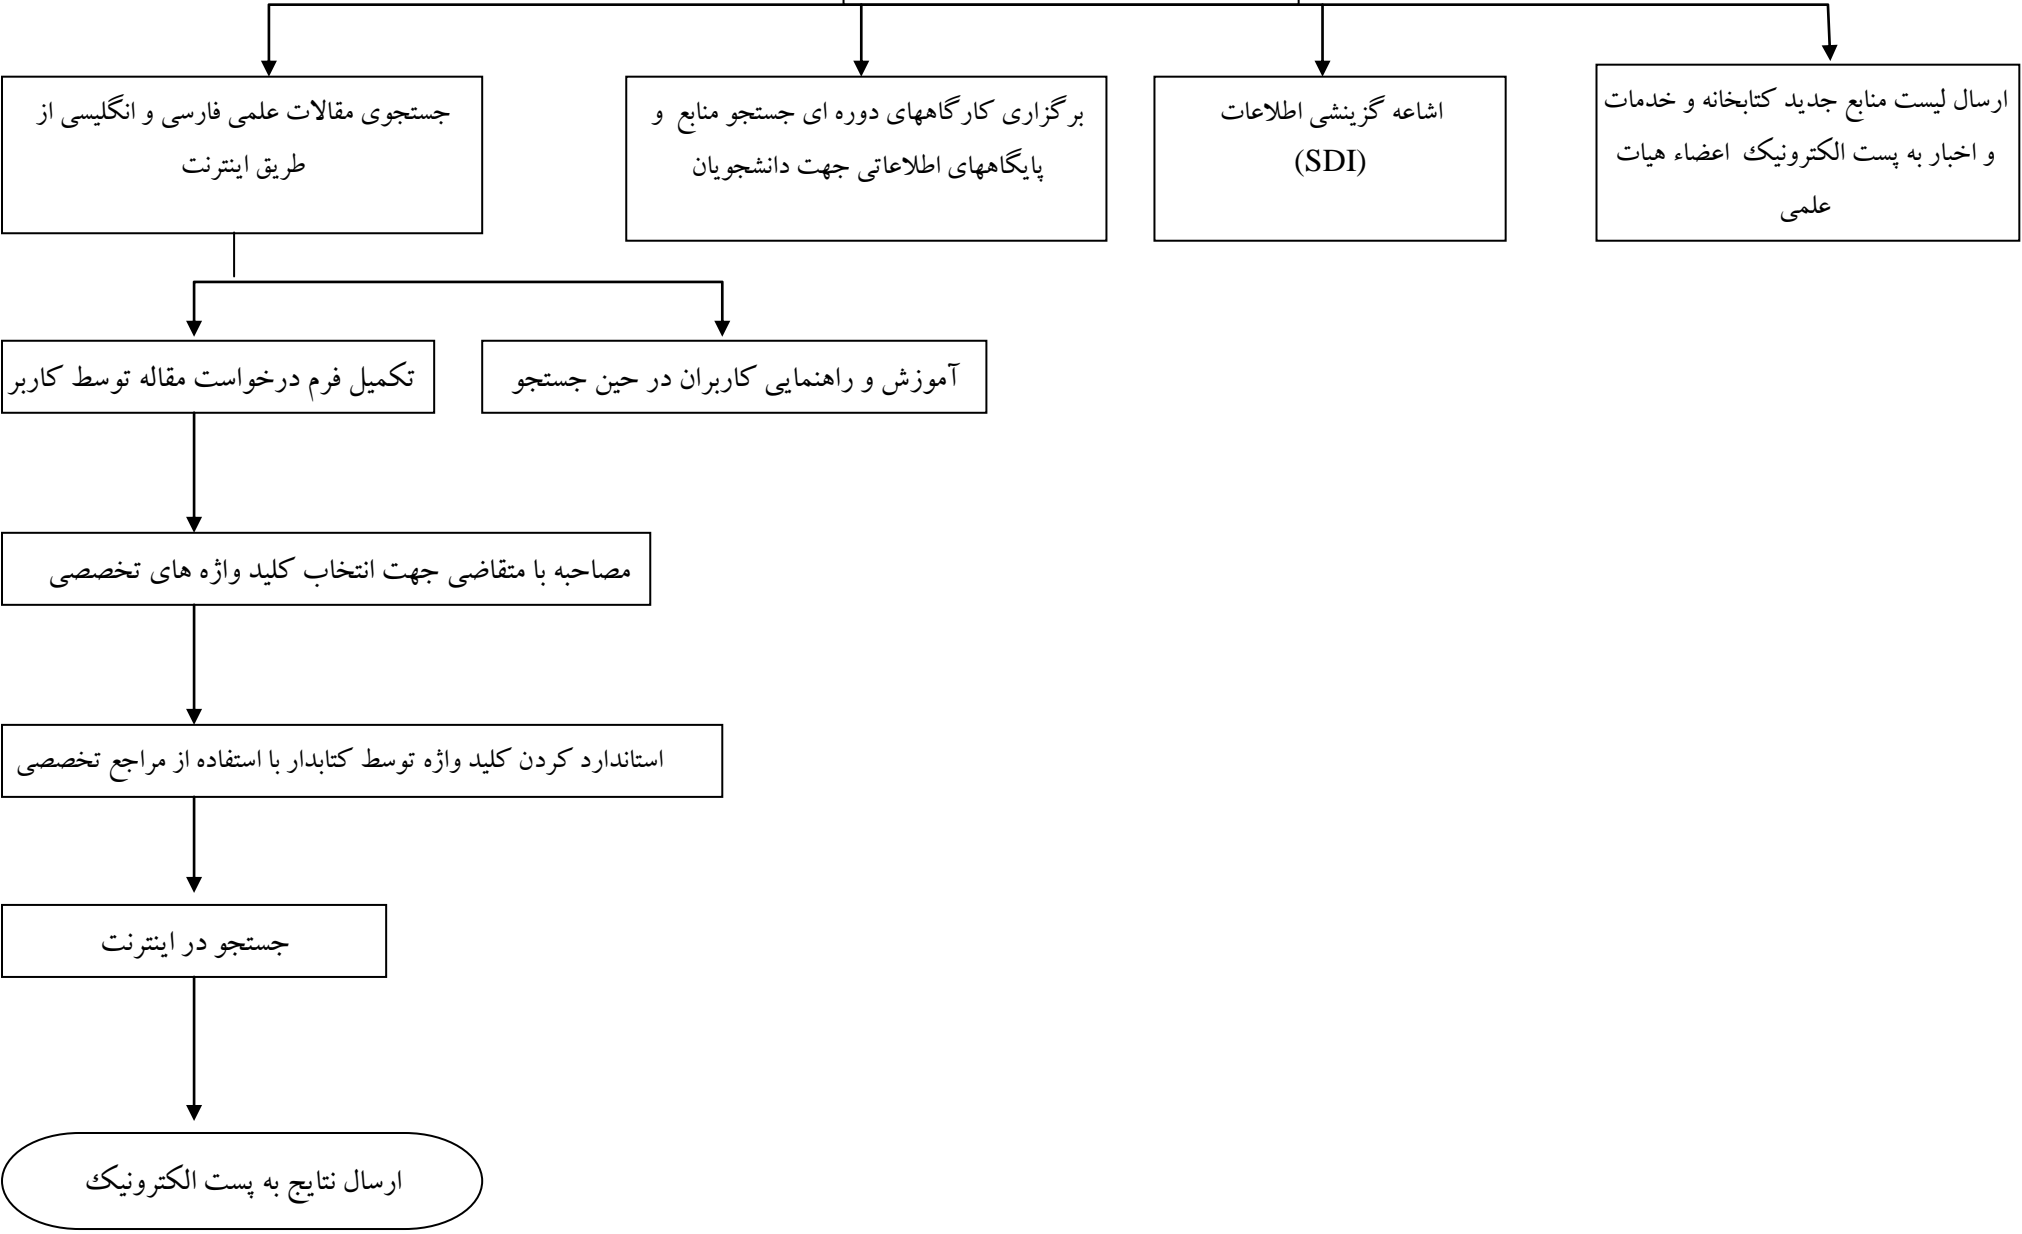 ارسال لیست منابع جدید کتابخانه و خدمات
و اخبار به پست الکترونیک اعضاء هیات
علمی
اشاعه گزینشی اطلاعات
(SDI)
برگزاری کارگاههای دوره ای جستجو منابع و
پایگاههای اطلاعاتی جهت دانشجویان
جستجوی مقالات علمی فارسی و انگلیسی از
طریق اینترنت
آموزش و راهنمایی کاربران در حین جستجو
تکمیل فرم درخواست مقاله توسط کاربر
مصاحبه با متقاضی جهت انتخاب کلید واژه های تخصصی
استاندارد کردن کلید واژه توسط کتابدار با استفاده از مراجع تخصصی
جستجو در اینترنت
ارسال نتایج به پست الکترونیک